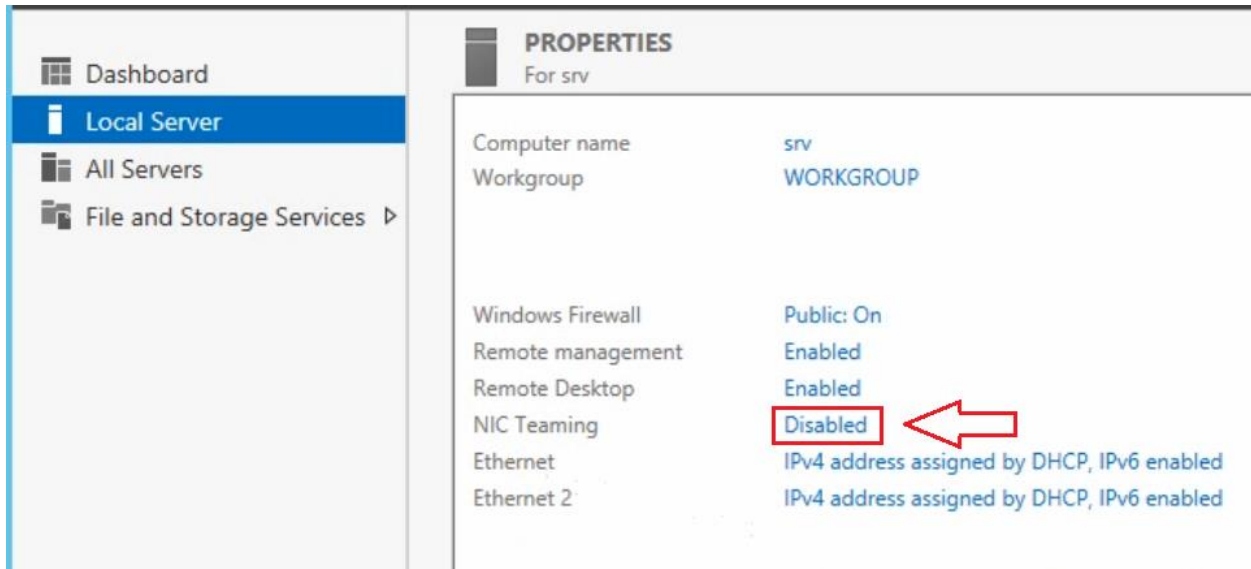 Dashboard
Local Server
All Servers
File and Storage Services
PROPERTIES
For srv
Computer name srv
Workgroup WORKGROUP
Windows Firewall Public: On
Remote management Enabled
Remote Desktop Enabled
NIC Teaming Disabled
Ethernet IPv4 address assigned by DHCP, IPv6 enabled
Ethernet 2 IPv4 address assigned by DHCP, IPv6 enabled